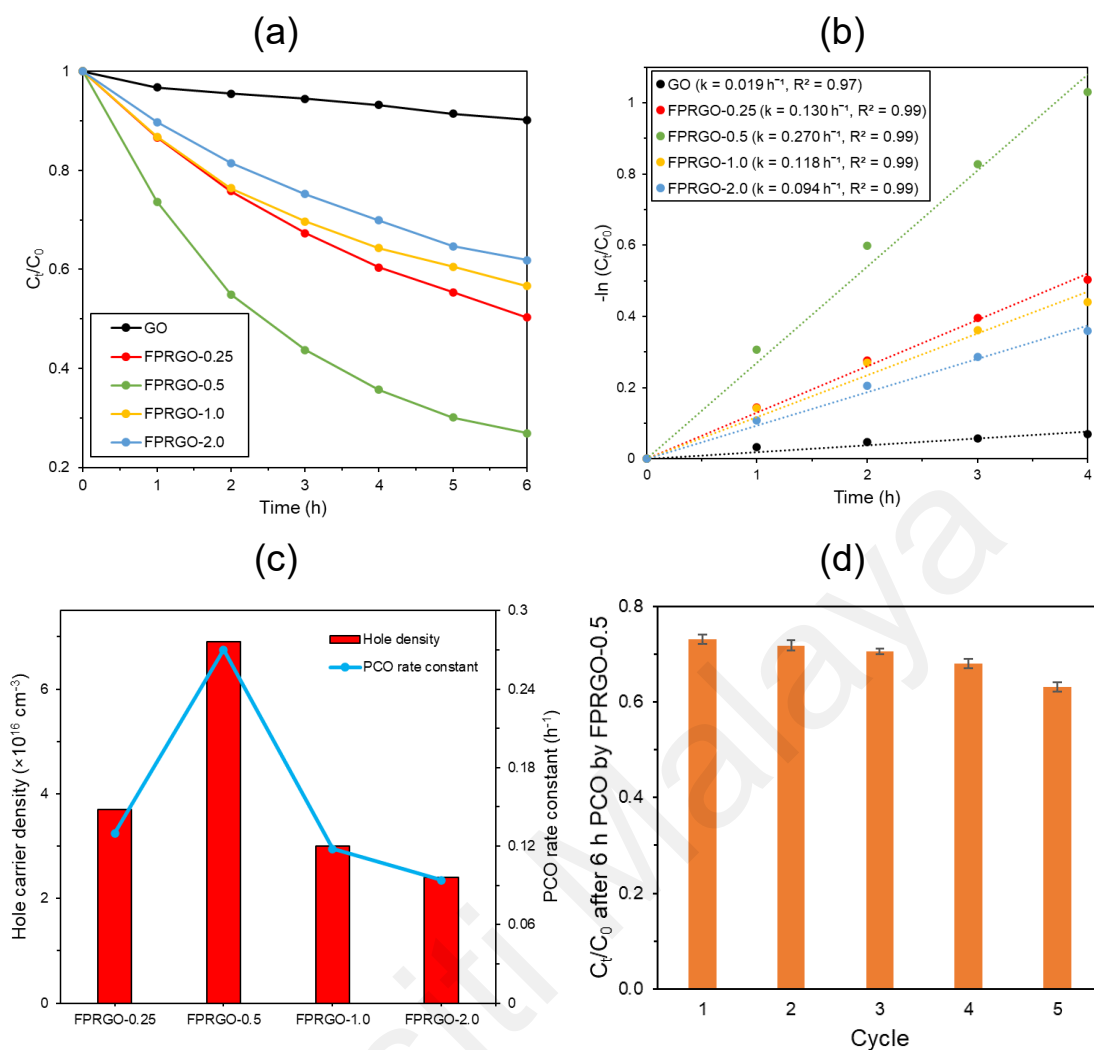 (a)
1
0.8
0.6
0.4
0.2
0 1 2 3 4 5 6
Cₜ/C₀
Time (h)
GO
FPRGO-0.25
FPRGO-0.5
FPRGO-1.0
FPRGO-2.0
(b)
1
0.8
0.6
0.4
0.2
0
0 1 2 3 4
-ln (Cₜ/C₀)
Time (h)
GO (k = 0.019 h⁻¹, R² = 0.97)
FPRGO-0.25 (k = 0.130 h⁻¹, R² = 0.99)
FPRGO-0.5 (k = 0.270 h⁻¹, R² = 0.99)
FPRGO-1.0 (k = 0.118 h⁻¹, R² = 0.99)
FPRGO-2.0 (k = 0.094 h⁻¹, R² = 0.99)
(c)
Hole carrier density (×10¹⁶ cm⁻³)
6
4
2
0
Hole density
PCO rate constant
0.3
0.24
0.18
0.12
0.06
0
PCO rate constant (h⁻¹)
FPRGO-0.25 FPRGO-0.5 FPRGO-1.0 FPRGO-2.0
(d)
Cₜ/C₀ after 6 h PCO by FPRGO-0.5
0.8
0.6
0.4
0.2
0.0
1 2 3 4 5
Cycle
siti Malaya